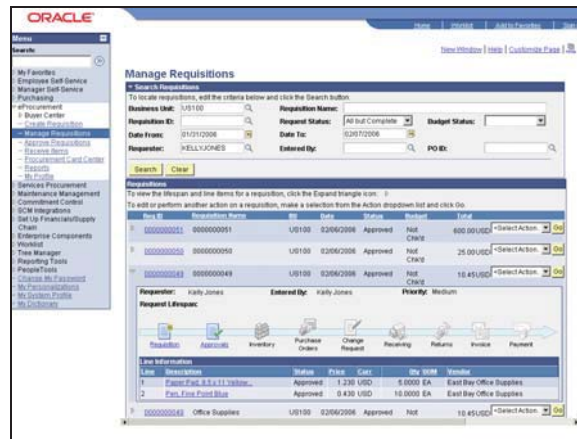 ORACLE
Home Worklist Add to Favorites Sign
Menu
Search:
New Window | Help | Customize Page
My Favorites
Employee Self-Service
Manager Self-Service
Purchasing
eProcurement
Buyer Center
Create Requisition
Manage Requisitions
Approve Requisitions
Receive Items
Procurement Card Center
Reports
My Profile
Services Procurement
Maintenance Management
Commitment Control
SCM Integrations
Set Up Financials/Supply
Chain
Enterprise Components
Worklist
Tree Manager
Reporting Tools
PeopleTools
Change My Password
My Personalizations
My System Profile
My Dictionary
Manage Requisitions
Search Requisitions
To locate requisitions, edit the criteria below and click the Search button.
Business Unit: US100 Requisition Name:
Requisition ID: Request Status: All but Complete Budget Status:
Date From: 01/31/2006 Date To: 02/07/2006
Requester: KELLYJONES Entered By: PO ID:
Search Clear
Requisitions
To view the lifespan and line items for a requisition, click the Expand triangle icon.
To edit or perform another action on a requisition, make a selection from the Action dropdown list and click Go.
Req ID Requisition Name BU Date Status Budget Total
0000000051 0000000051 US100 02/06/2006 Approved Not Chk'd 600.00USD <Select Action. Go
0000000050 0000000050 US100 02/06/2006 Approved Not Chk'd 25.00USD <Select Action. Go
0000000049 0000000049 US100 02/06/2006 Approved Not Chk'd 10.45USD <Select Action. Go
Requester: Kelly Jones Entered By: Kelly Jones Priority: Medium
Request Lifespan:
Requisition Approvals Inventory Purchase Orders Change Request Receiving Returns Invoice Payment
Line Information
Line Description Status Price Curr Qty UOM Vendor
1 Paper Pad, 8.5 x 11 Yellow... Approved 1.230 USD 5.0000 EA East Bay Office Supplies
2 Pen, Fine Point Blue Approved 0.430 USD 10.0000 EA East Bay Office Supplies
Office Supplies US100 02/06/2006 Approved Not 10.45USD <Select Action. Go